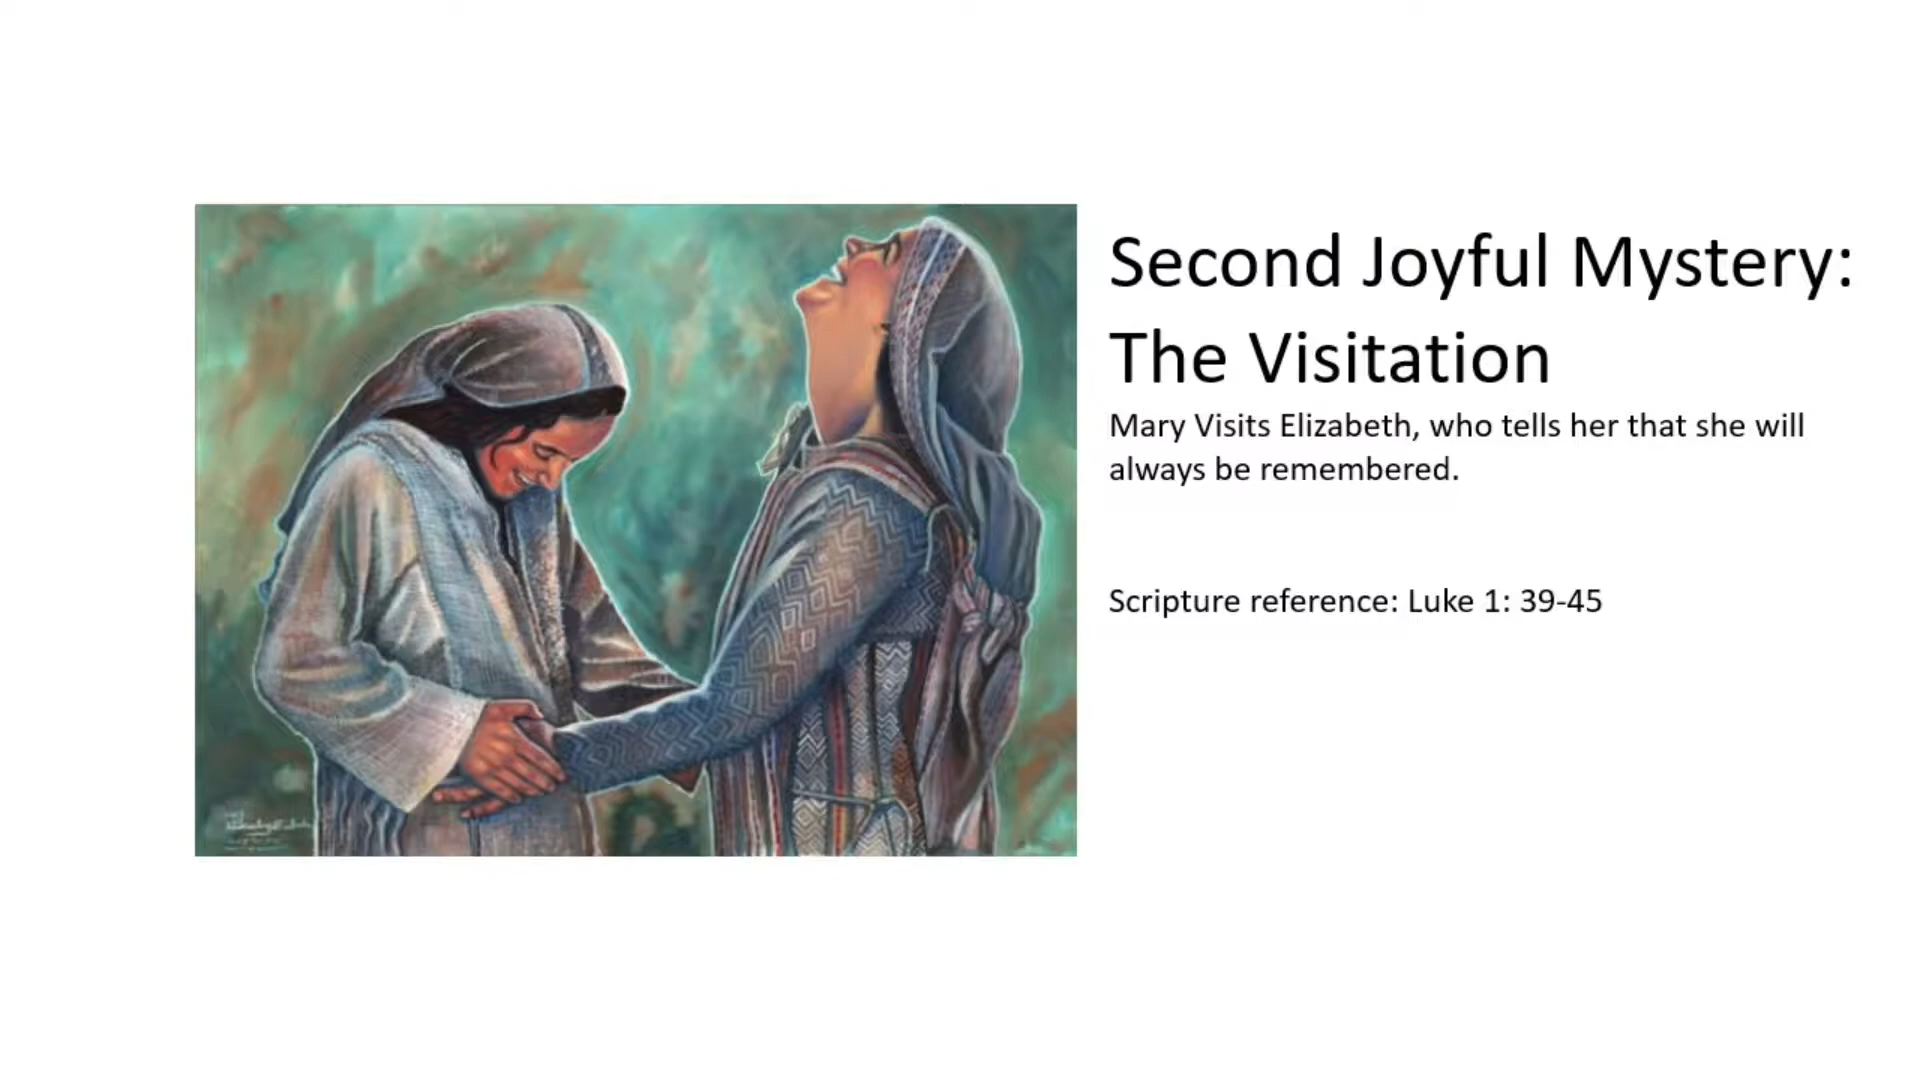 Second Joyful Mystery:
The Visitation
Mary Visits Elizabeth, who tells her that she will
always be remembered.
Scripture reference: Luke 1: 39-45